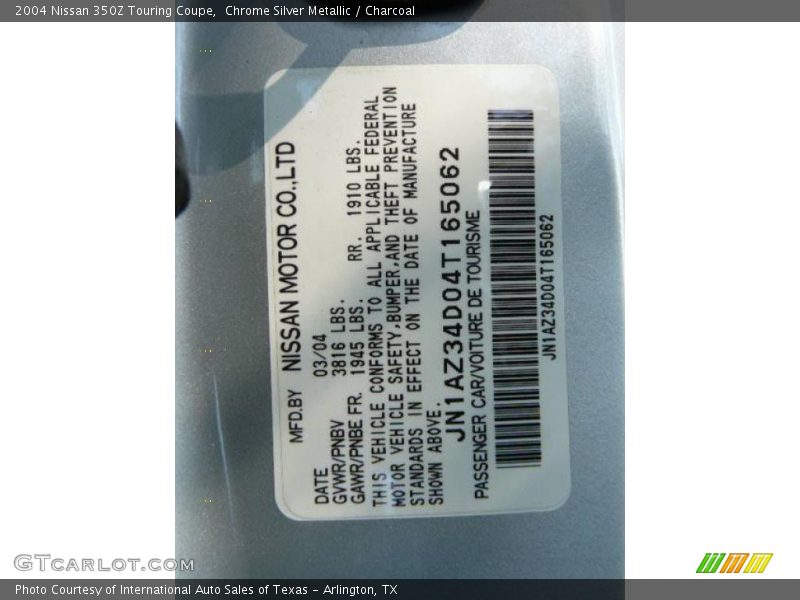 2004 Nissan 350Z Touring Coupe,  Chrome Silver Metallic / Charcoal
MFD.BY NISSAN MOTOR CO.,LTD
DATE 03/04
GVWR/PNBV 3816 LBS.
GAWR/PNBE FR. 1945 LBS. RR. 1910 LBS.
THIS VEHICLE CONFORMS TO ALL APPLICABLE FEDERAL
MOTOR VEHICLE SAFETY,BUMPER,AND THEFT PREVENTION
STANDARDS IN EFFECT ON THE DATE OF MANUFACTURE
SHOWN ABOVE.
JN1AZ34D04T165062
PASSENGER CAR/VOITURE DE TOURISME
JN1AZ34D04T165062
GTcarlot.com
Photo Courtesy of International Auto Sales of Texas - Arlington, TX